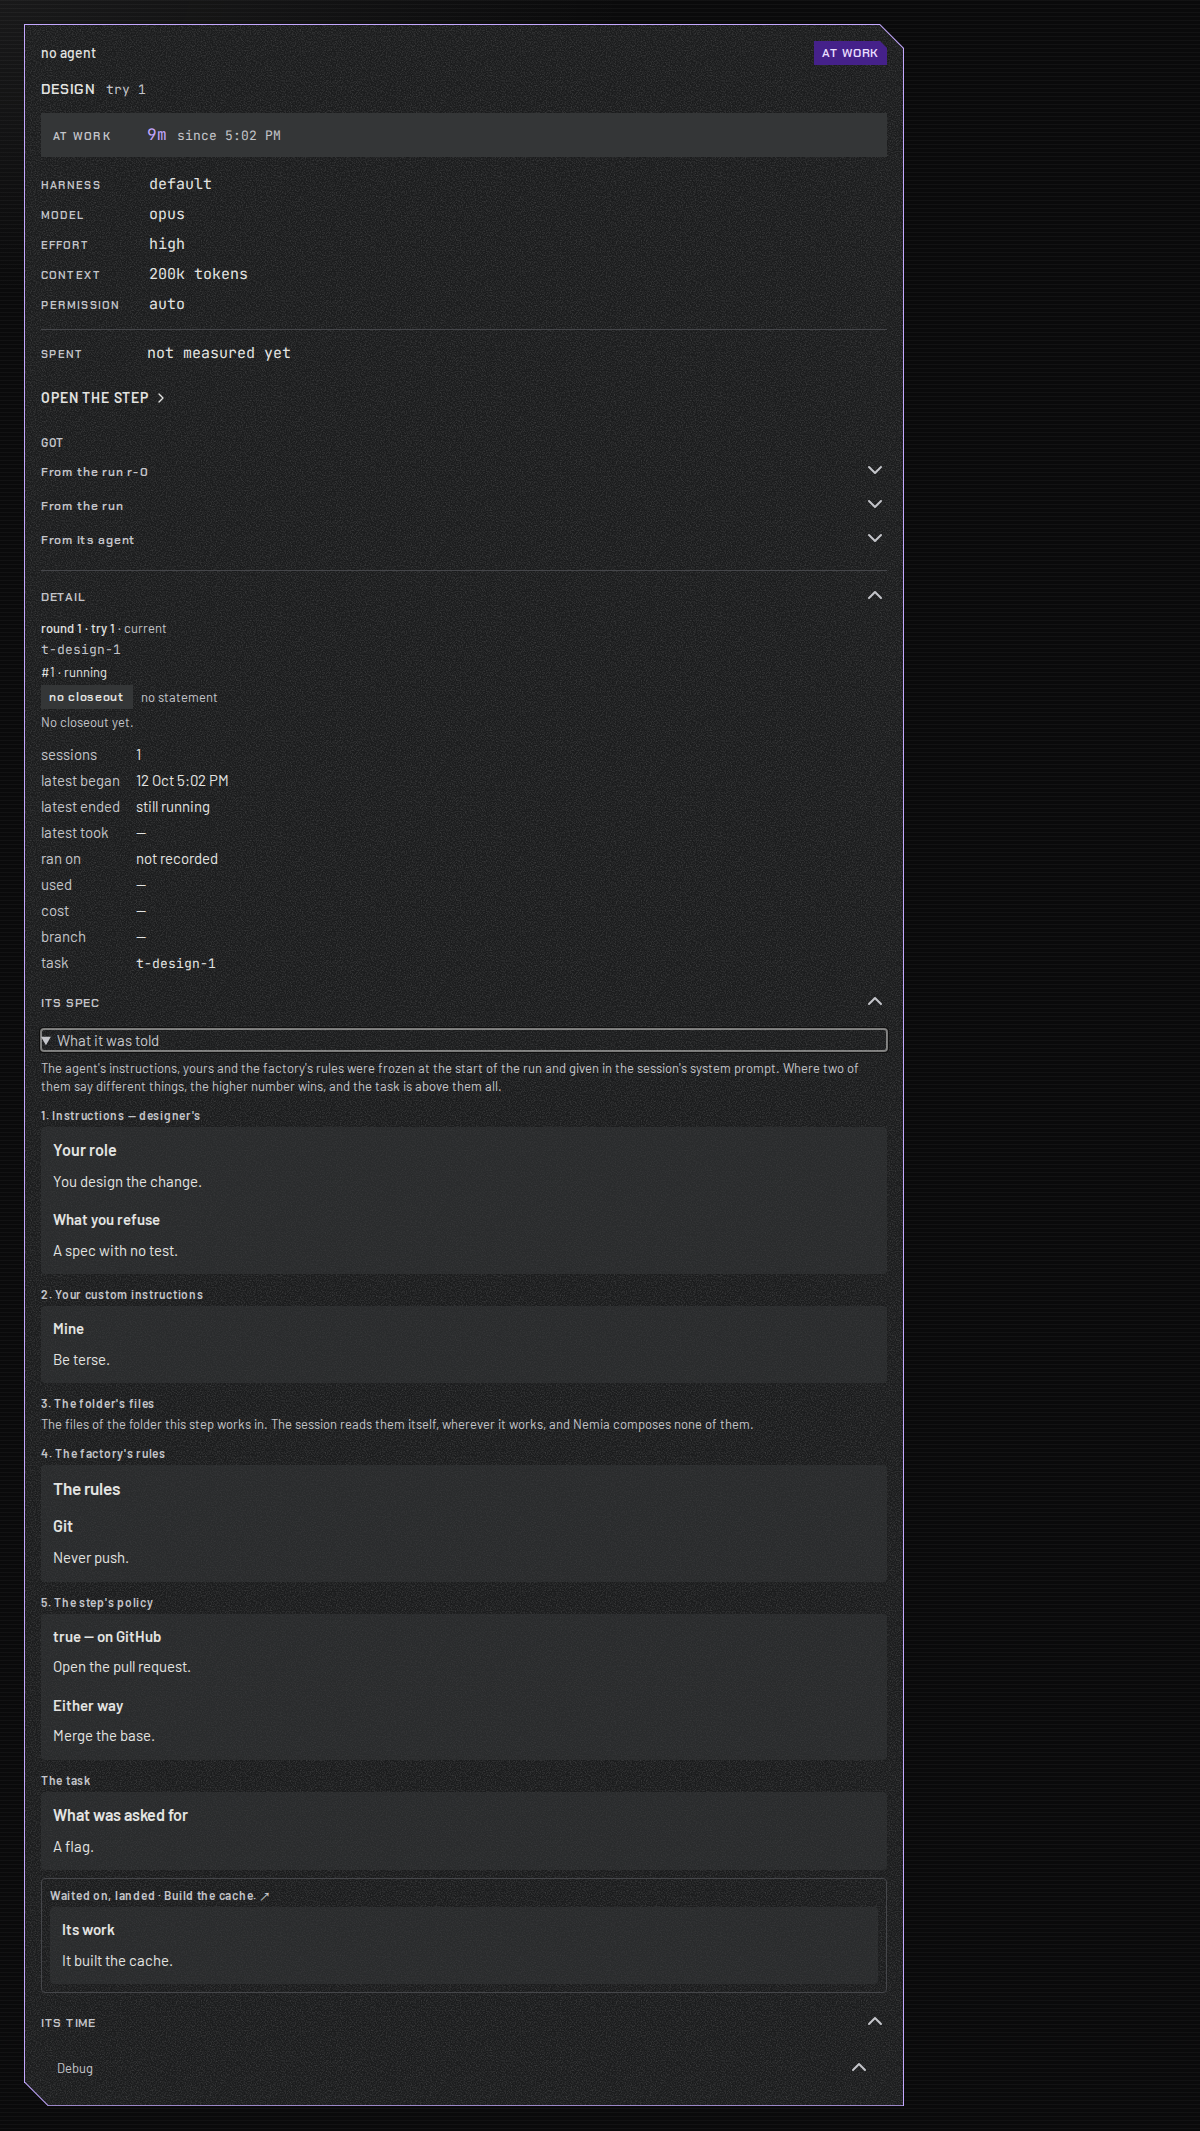 no agent
AT WORK
DESIGN try 1
AT WORK 9m since 5:02 PM
HARNESS default
MODEL opus
EFFORT high
CONTEXT 200k tokens
PERMISSION auto
SPENT not measured yet
OPEN THE STEP
GOT
From the run r-0
From the run
From its agent
DETAIL
round 1 · try 1 · current
t-design-1
#1 · running
no closeout no statement
No closeout yet.
sessions 1
latest began 12 Oct 5:02 PM
latest ended still running
latest took —
ran on not recorded
used —
cost —
branch —
task t-design-1
ITS SPEC
▼ What it was told
The agent's instructions, yours and the factory's rules were frozen at the start of the run and given in the session's system prompt. Where two of
them say different things, the higher number wins, and the task is above them all.
1. Instructions — designer's
Your role
You design the change.
What you refuse
A spec with no test.
2. Your custom instructions
Mine
Be terse.
3. The folder's files
The files of the folder this step works in. The session reads them itself, wherever it works, and Nemia composes none of them.
4. The factory's rules
The rules
Git
Never push.
5. The step's policy
true — on GitHub
Open the pull request.
Either way
Merge the base.
The task
What was asked for
A flag.
Waited on, landed · Build the cache. ↗
Its work
It built the cache.
ITS TIME
Debug